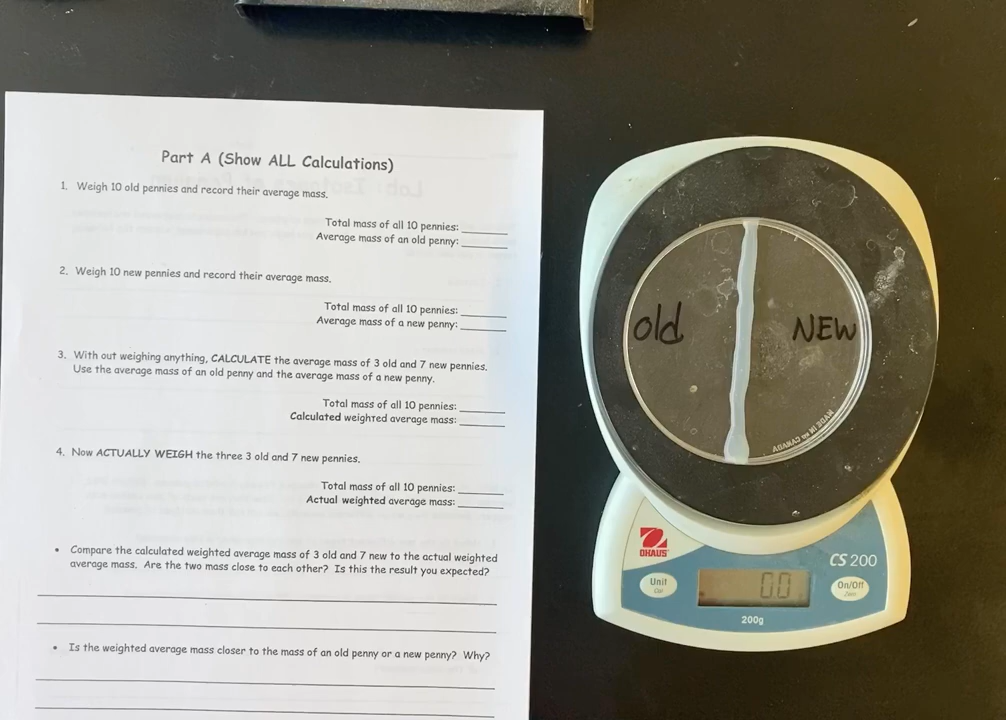 Part A (Show ALL Calculations)
1. Weigh 10 old pennies and record their average mass.
Total mass of all 10 pennies:
Average mass of an old penny:
2. Weigh 10 new pennies and record their average mass.
Total mass of all 10 pennies:
Average mass of a new penny:
3. With out weighing anything, CALCULATE the average mass of 3 old and 7 new pennies.
Use the average mass of an old penny and the average mass of a new penny.
Total mass of all 10 pennies:
Calculated weighted average mass:
4. Now ACTUALLY WEIGH the three 3 old and 7 new pennies.
Total mass of all 10 pennies:
Actual weighted average mass:
• Compare the calculated weighted average mass of 3 old and 7 new to the actual weighted
average mass. Are the two mass close to each other? Is this the result you expected?
• Is the weighted average mass closer to the mass of an old penny or a new penny? Why?
old NEW
MADE IN CANADA
OHAUS
CS 200
Unit
Cal
0.0
On/Off
Zero
200g